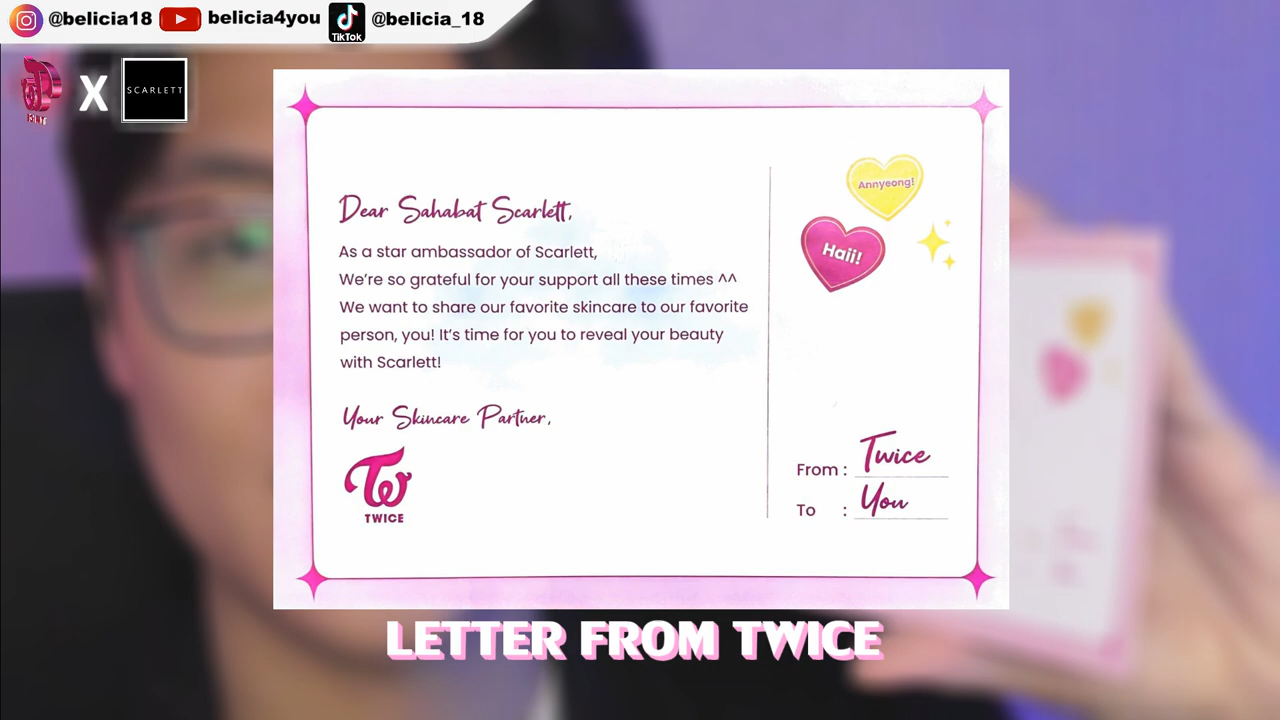 @belicia18 belicia4you @belicia_18
TikTok
X SCARLETT
Dear Sahabat Scarlett,
As a star ambassador of Scarlett,
We're so grateful for your support all these times ^^
We want to share our favorite skincare to our favorite
person, you! It's time for you to reveal your beauty
with Scarlett!
Your Skincare Partner,
TWICE
Annyeong!
Haii!
From : Twice
To : You
LETTER FROM TWICE